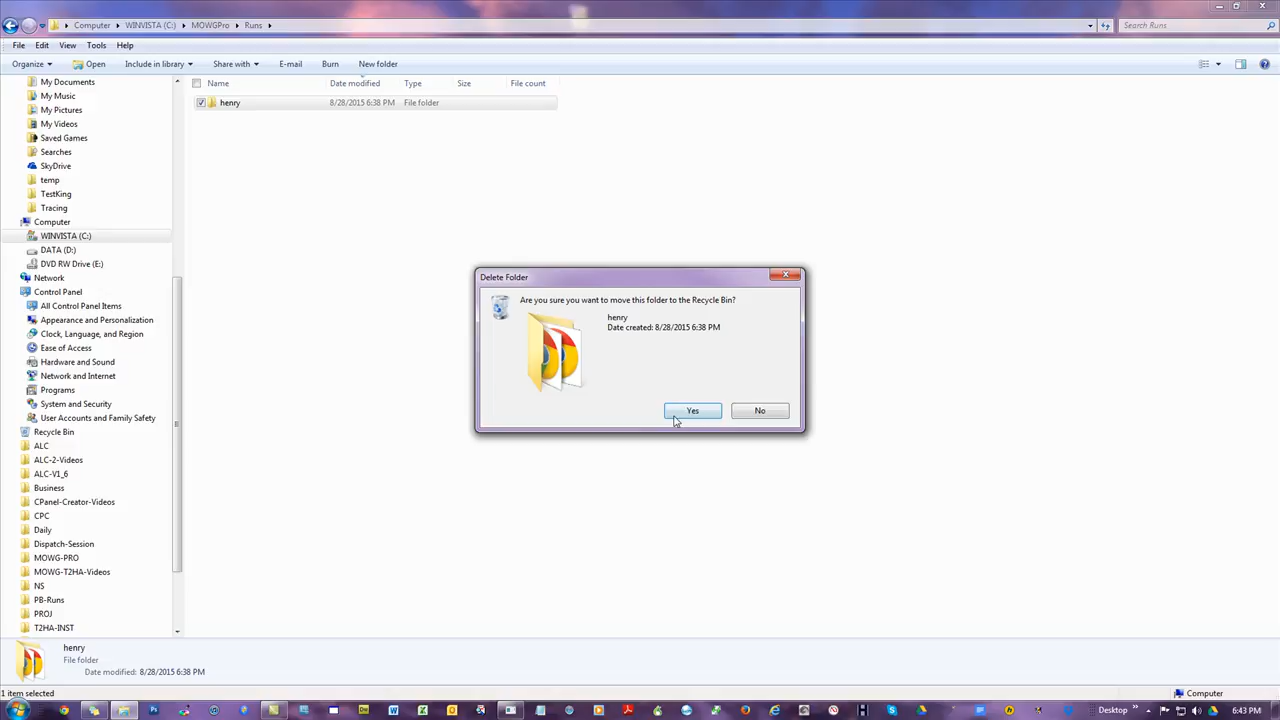 Computer WINVISTA (C:) MOWGPro Runs Search Runs
File Edit View Tools Help
Organize Open Include in library Share with E-mail Burn New folder
Name Date modified Type Size File count
henry 8/28/2015 6:38 PM File folder
My Documents
My Music
My Pictures
My Videos
Saved Games
Searches
SkyDrive
temp
TestKing
Tracing
Computer
WINVISTA (C:)
DATA (D:)
DVD RW Drive (E:)
Network
Control Panel
All Control Panel Items
Appearance and Personalization
Clock, Language, and Region
Ease of Access
Hardware and Sound
Network and Internet
Programs
System and Security
User Accounts and Family Safety
Recycle Bin
ALC
ALC-2-Videos
ALC-V1_6
Business
CPanel-Creator-Videos
CPC
Daily
Dispatch-Session
MOWG-PRO
MOWG-T2HA-Videos
NS
PB-Runs
PROJ
T2HA-INST
Delete Folder
Are you sure you want to move this folder to the Recycle Bin?
henry
Date created: 8/28/2015 6:38 PM
Yes No
henry
File folder
Date modified: 8/28/2015 6:38 PM
1 item selected Computer
Desktop 6:43 PM